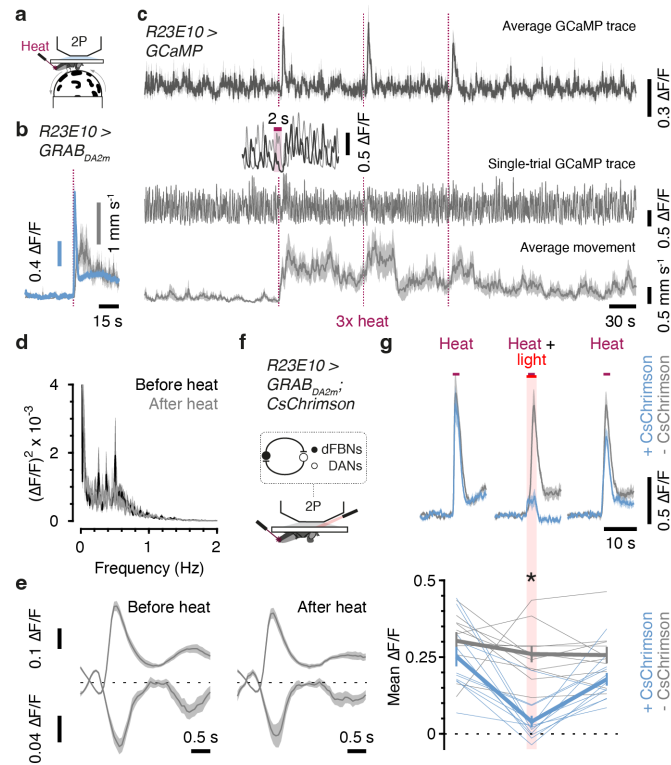 a
Heat
2P
b
R23E10 >
GRAB_DA2m
0.4 ΔF/F
1 mm s⁻¹
15 s
c
R23E10 >
GCaMP
Average GCaMP trace
0.3 ΔF/F
2 s
0.5 ΔF/F
Single-trial GCaMP trace
0.5 ΔF/F
Average movement
0.5 mm s⁻¹
3x heat
30 s
d
Before heat
After heat
(ΔF/F)² x 10⁻³
4
2
0
0
1
2
Frequency (Hz)
e
Before heat
After heat
0.1 ΔF/F
0.04 ΔF/F
0.5 s
0.5 s
f
R23E10 >
GRAB_DA2m;
CsChrimson
dFBNs
DANs
2P
g
Heat
Heat +
light
Heat
+ CsChrimson
- CsChrimson
0.5 ΔF/F
10 s
*
Mean ΔF/F
0.5
0.25
0
+ CsChrimson
- CsChrimson